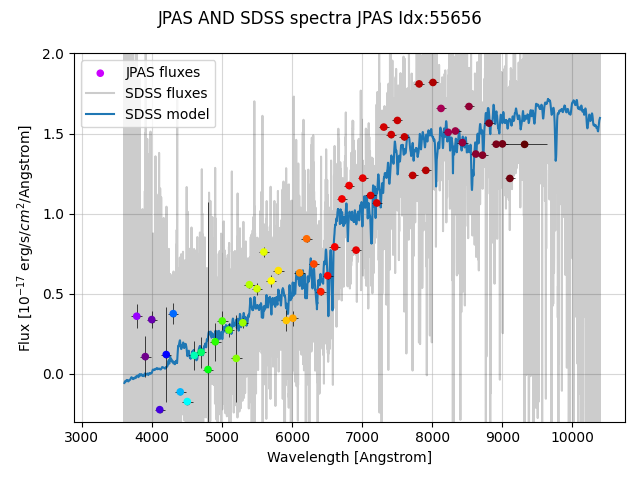 JPAS AND SDSS spectra JPAS Idx:55656
JPAS fluxes
SDSS fluxes
SDSS model
2.0
1.5
1.0
0.5
0.0
Flux [10⁻¹⁷ erg/s/cm²/Angstrom]
3000 4000 5000 6000 7000 8000 9000 10000
Wavelength [Angstrom]